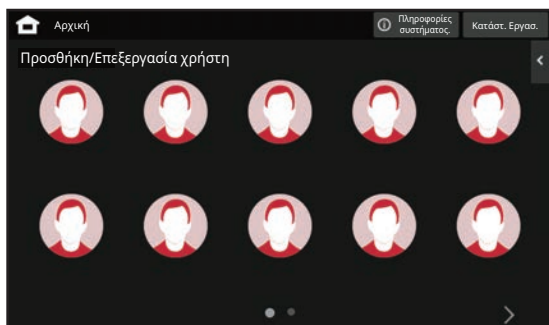 Αρχική
Πληροφορίες
συστήματος.
Κατάστ. Εργασ.
Προσθήκη/Επεξεργασία χρήστη